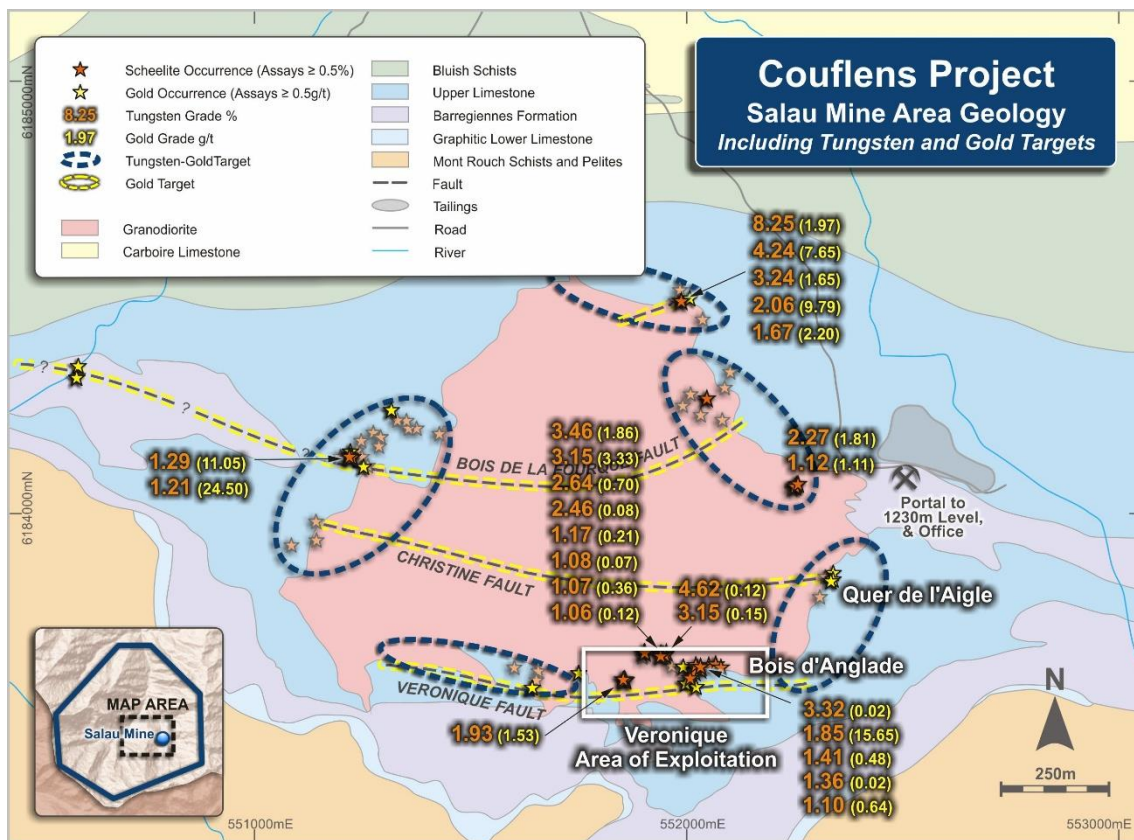 Scheelite Occurrence (Assays ≥ 0.5%)
Gold Occurrence (Assays ≥ 0.5g/t)
8.25 Tungsten Grade %
1.97 Gold Grade g/t
Tungsten-GoldTarget
Gold Target
Granodiorite
Carboire Limestone
Bluish Schists
Upper Limestone
Barregiennes Formation
Graphitic Lower Limestone
Mont Rouch Schists and Pelites
Fault
Tailings
Road
River
Couflens Project
Salau Mine Area Geology
Including Tungsten and Gold Targets
6185000mN
8.25 (1.97)
4.24 (7.65)
3.24 (1.65)
2.06 (9.79)
1.67 (2.20)
?
?
?
1.29 (11.05)
1.21 (24.50)
BOIS DE LA FOURQUE FAULT
3.46 (1.86)
3.15 (3.33)
2.64 (0.70)
2.46 (0.08)
1.17 (0.21)
1.08 (0.07)
1.07 (0.36)
1.06 (0.12)
2.27 (1.81)
1.12 (1.11)
Portal to
1230m Level,
& Office
6184000mN
CHRISTINE FAULT
4.62 (0.12)
3.15 (0.15)
Quer de l'Aigle
Bois d'Anglade
VERONIQUE FAULT
1.93 (1.53)
Veronique
Area of Exploitation
3.32 (0.02)
1.85 (15.65)
1.41 (0.48)
1.36 (0.02)
1.10 (0.64)
MAP AREA
Salau Mine
N
250m
551000mE
552000mE
553000mE